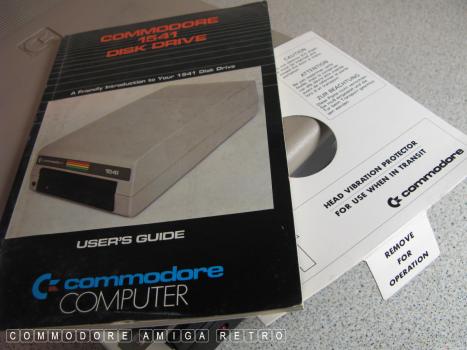 COMMODORE
1541
DISK DRIVE
A Friendly Introduction to Your 1541 Disk Drive
commodore
1541
USER'S GUIDE
commodore
COMPUTER
CAUTION
ATTENTION
ZUR BEACHTUNG
HEAD VIBRATION PROTECTOR
FOR USE WHEN IN TRANSIT
commodore
REMOVE
FOR
OPERATION
COMMODORE AMIGA RETRO